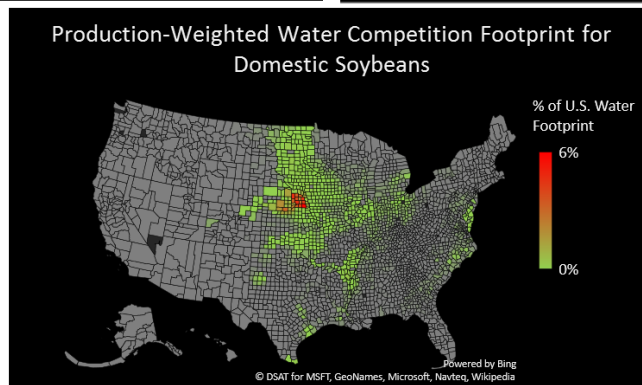 Production-Weighted Water Competition Footprint for
Domestic Soybeans
% of U.S. Water
Footprint
6%
0%
Powered by Bing
© DSAT for MSFT, GeoNames, Microsoft, Navteq, Wikipedia